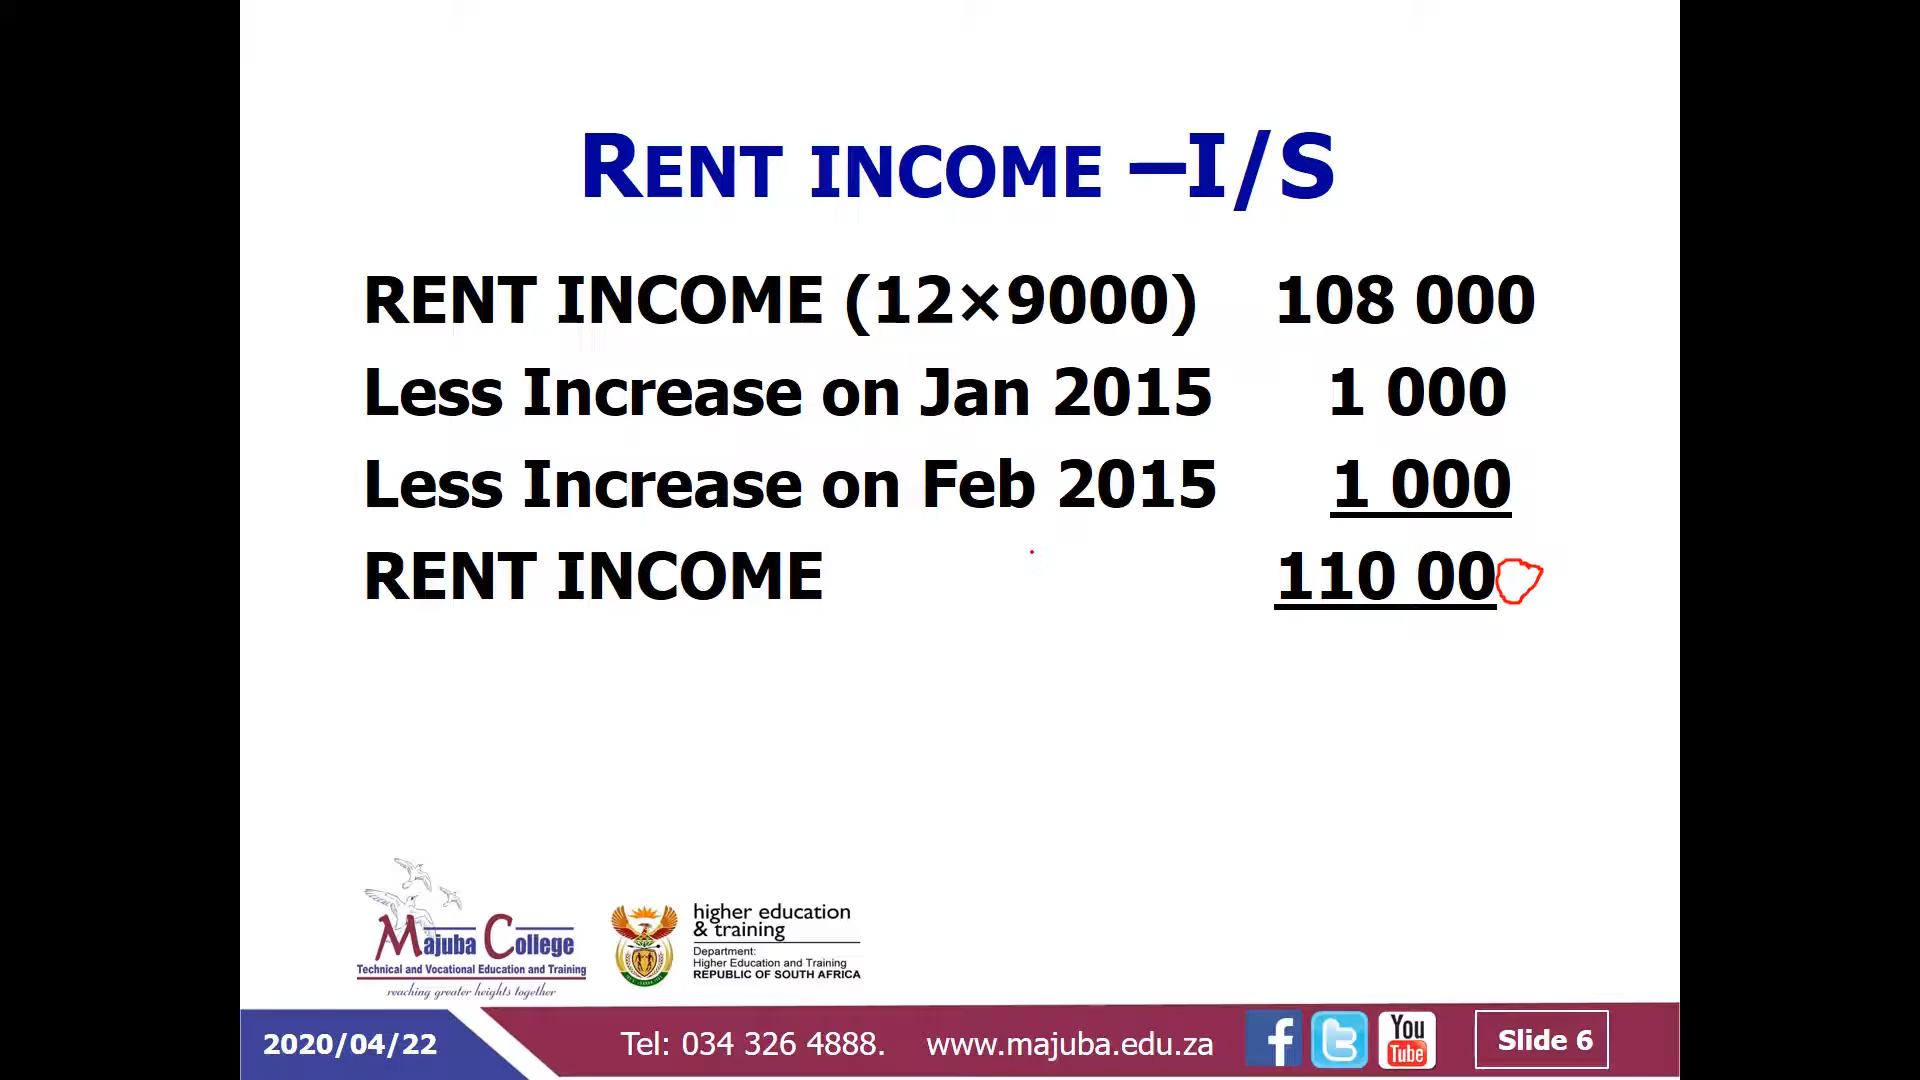 RENT INCOME –I/S
RENT INCOME (12×9000) 108 000
Less Increase on Jan 2015 1 000
Less Increase on Feb 2015 1 000
RENT INCOME 110 000
Majuba College
Technical and Vocational Education and Training
reaching greater heights together
higher education
& training
Department:
Higher Education and Training
REPUBLIC OF SOUTH AFRICA
2020/04/22
Tel: 034 326 4888. www.majuba.edu.za
f
t
You
Tube
Slide 6